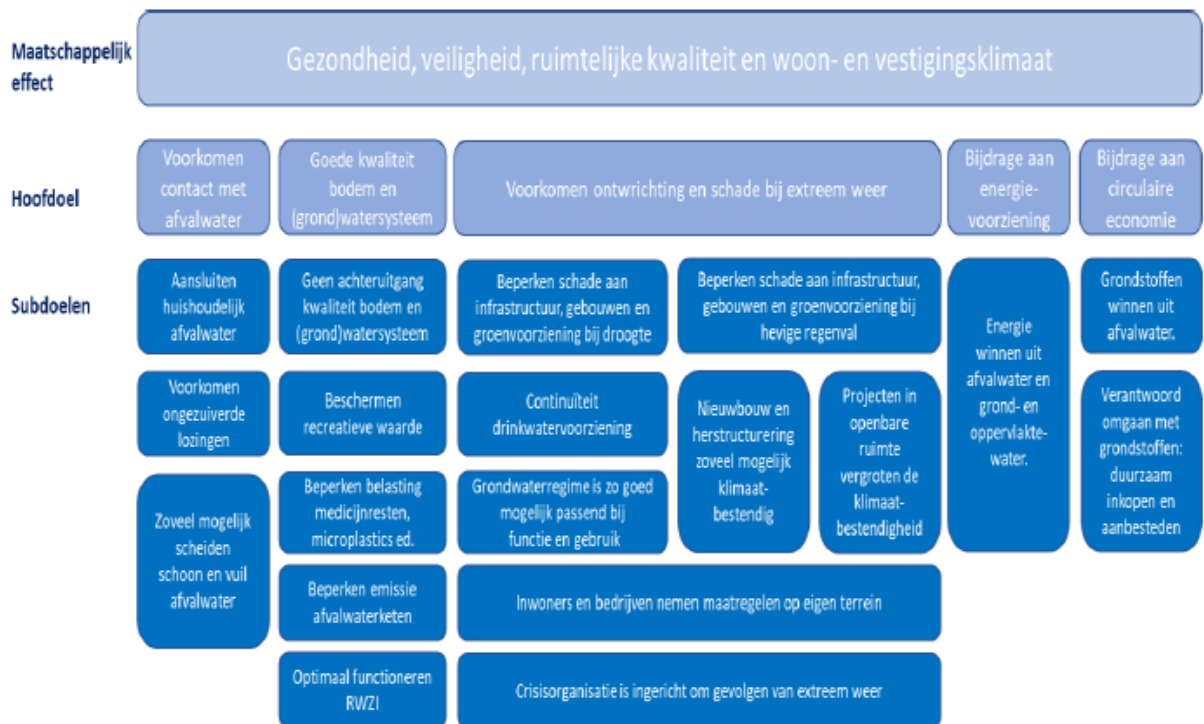 Maatschappelijk
effect
Gezondheid, veiligheid, ruimtelijke kwaliteit en woon- en vestigingsklimaat
Hoofdoel
Voorkomen
contact met
afvalwater
Goede kwaliteit
bodem en
(grond)watersysteem
Voorkomen ontwrichting en schade bij extreem weer
Bijdrage aan
energie-
voorziening
Bijdrage aan
circulaire
economie
Subdoelen
Aansluiten
huishoudelijk
afvalwater
Geen achteruitgang
kwaliteit bodem en
(grond)watersysteem
Beperken schade aan
infrastructuur, gebouwen en
groenvoorziening bij droogte
Beperken schade aan infrastructuur,
gebouwen en groenvoorziening bij
hevige regenval
Energie
winnen uit
afvalwater en
grond- en
oppervlakte-
water.
Grondstoffen
winnen uit
afvalwater.
Voorkomen
ongezuiverde
lozingen
Beschermen
recreatieve waarde
Continuïteit
drinkwatervoorziening
Nieuwbouw en
herstructurering
zoveel mogelijk
klimaat-
bestendig
Projecten in
openbare
ruimte
vergroten de
klimaat-
bestendigheid
Verantwoord
omgaan met
grondstoffen:
duurzaam
inkopen en
aanbesteden
Zoveel mogelijk
scheiden
schoon en vuil
afvalwater
Beperken belasting
medicijnresten,
microplastics ed.
Grondwaterregime is zo goed
mogelijk passend bij
functie en gebruik
Beperken emissie
afvalwaterketen
Inwoners en bedrijven nemen maatregelen op eigen terrein
Optimaal functioneren
RWZI
Crisisorganisatie is ingericht om gevolgen van extreem weer